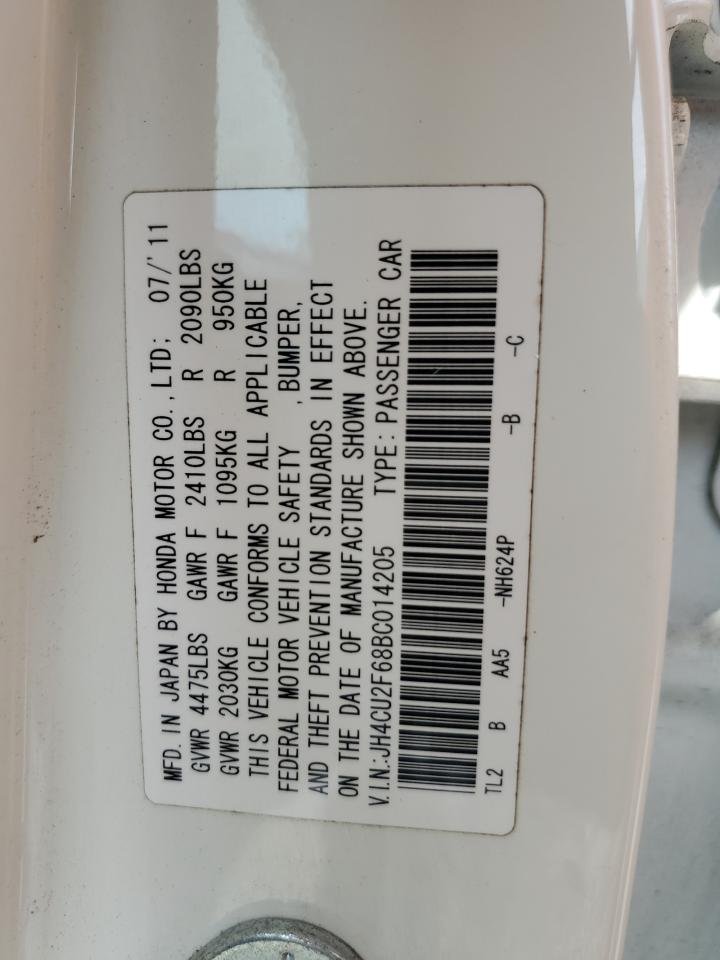 MFD. IN JAPAN BY HONDA MOTOR CO.,LTD; 07/'11
GVWR 4475LBS GAWR F 2410LBS R 2090LBS
GVWR 2030KG GAWR F 1095KG R 950KG
THIS VEHICLE CONFORMS TO ALL APPLICABLE
FEDERAL MOTOR VEHICLE SAFETY , BUMPER,
AND THEFT PREVENTION STANDARDS IN EFFECT
ON THE DATE OF MANUFACTURE SHOWN ABOVE.
V.I.N.:JH4CU2F68BC014205 TYPE:PASSENGER CAR
TL2 B AA5 -NH624P -B -C